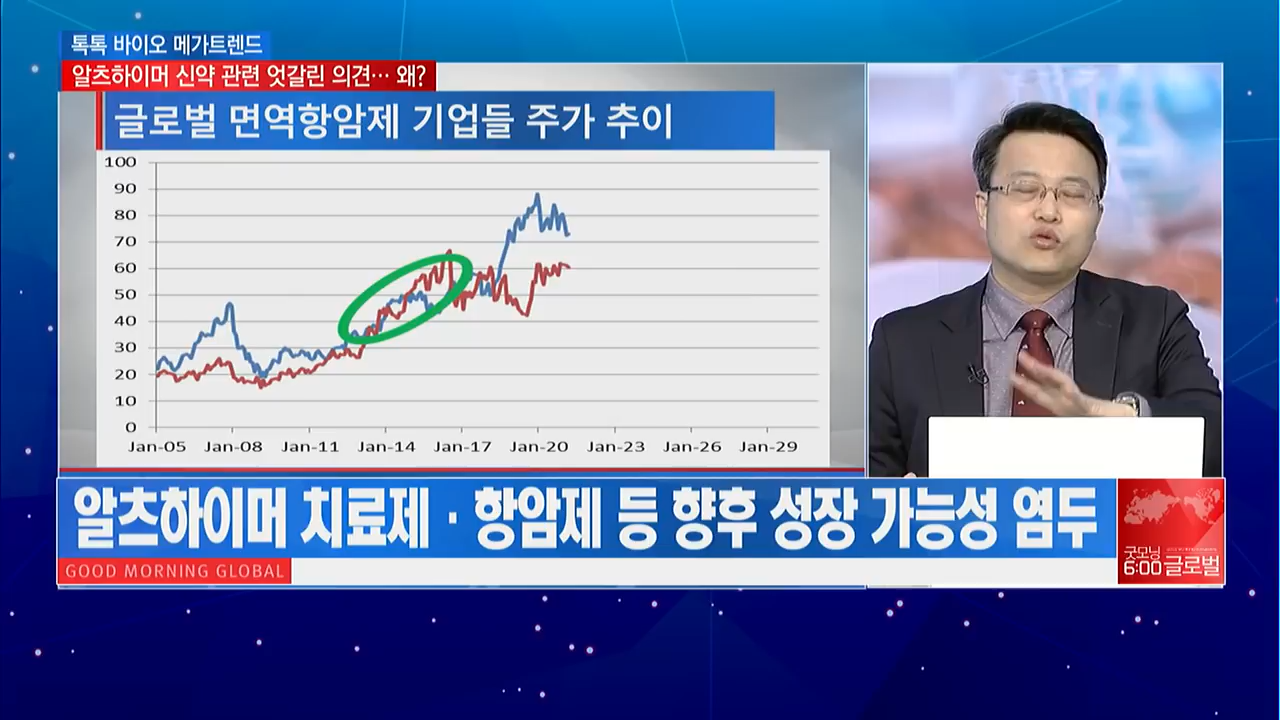 톡톡 바이오 메가트렌드
알츠하이머 신약 관련 엇갈린 의견… 왜?
글로벌 면역항암제 기업들 주가 추이
100
90
80
70
60
50
40
30
20
10
0
Jan-05 Jan-08 Jan-11 Jan-14 Jan-17 Jan-20 Jan-23 Jan-26 Jan-29
알츠하이머 치료제 · 항암제 등 향후 성장 가능성 염두
GOOD MORNING GLOBAL
굿모닝
6:00 글로벌